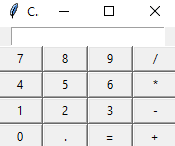 C.
7 8 9 /
4 5 6 *
1 2 3 -
0 . = +